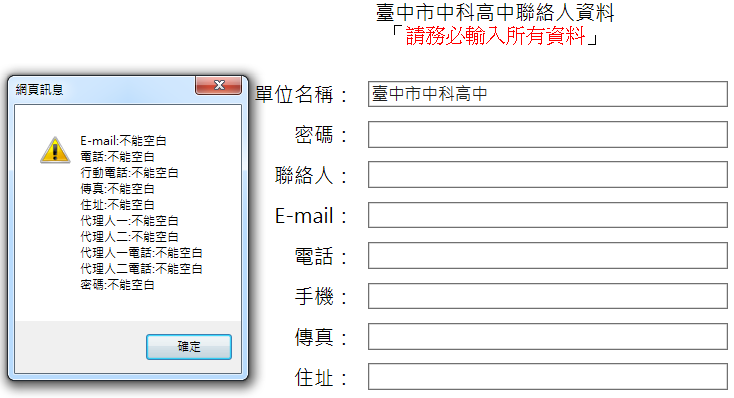 臺中市中科高中聯絡人資料
「請務必輸入所有資料」
網頁訊息
E-mail:不能空白
電話:不能空白
行動電話:不能空白
傳真:不能空白
住址:不能空白
代理人一:不能空白
代理人二:不能空白
代理人一電話:不能空白
代理人二電話:不能空白
密碼:不能空白
確定
單位名稱： 臺中市中科高中
密碼：
聯絡人：
E-mail：
電話：
手機：
傳真：
住址：